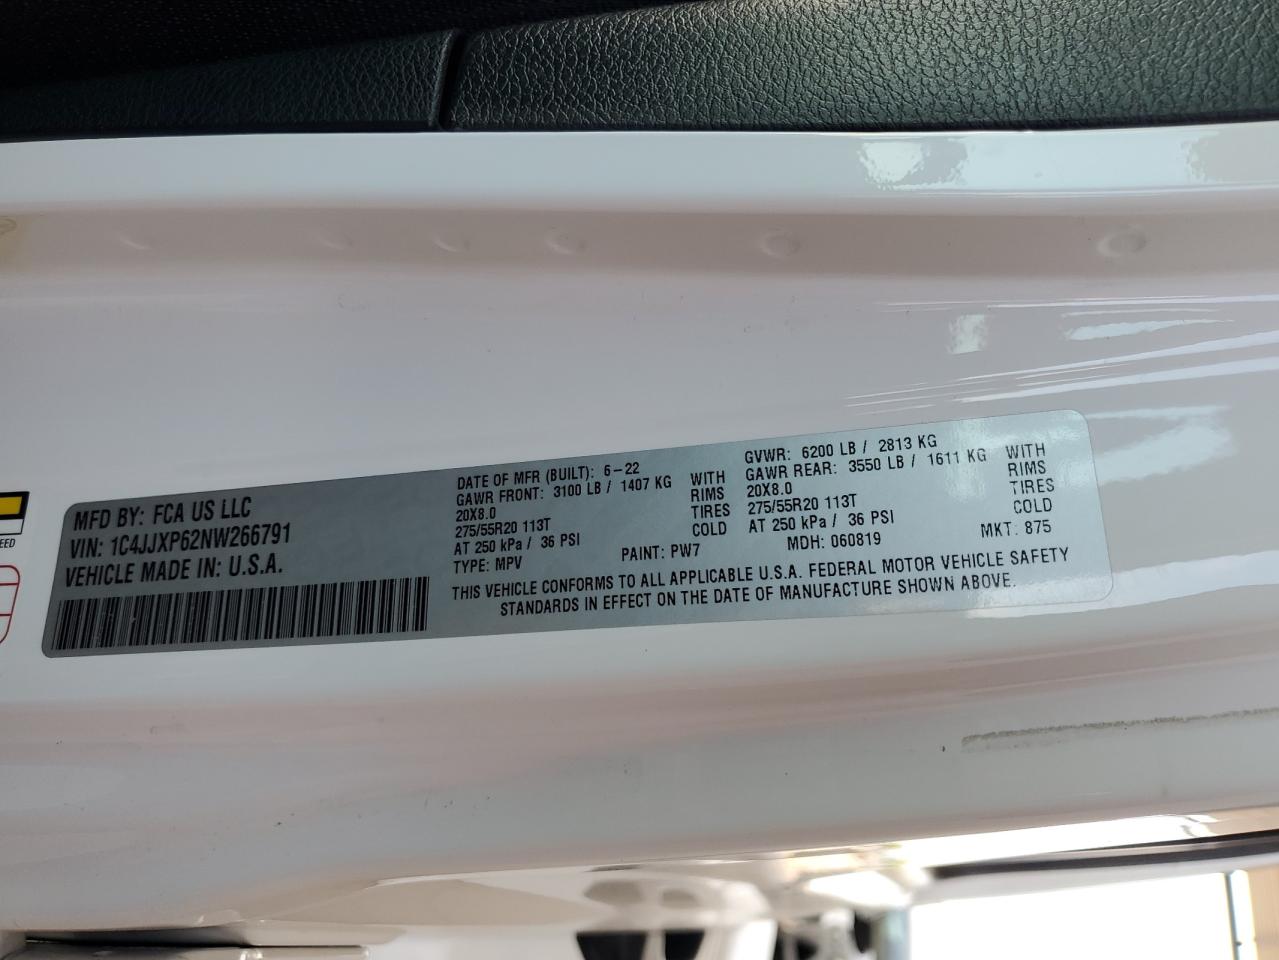 MFD BY: FCA US LLC
VIN: 1C4JJXP62NW266791
VEHICLE MADE IN: U.S.A.
DATE OF MFR (BUILT): 6-22
GAWR FRONT: 3100 LB / 1407 KG WITH
20X8.0 RIMS
275/55R20 113T TIRES
AT 250 kPa / 36 PSI COLD
TYPE: MPV PAINT: PW7
GVWR: 6200 LB / 2813 KG
GAWR REAR: 3550 LB / 1611 KG WITH
20X8.0 RIMS
275/55R20 113T TIRES
AT 250 kPa / 36 PSI COLD
MDH: 060819 MKT: 875
THIS VEHICLE CONFORMS TO ALL APPLICABLE U.S.A. FEDERAL MOTOR VEHICLE SAFETY
STANDARDS IN EFFECT ON THE DATE OF MANUFACTURE SHOWN ABOVE.